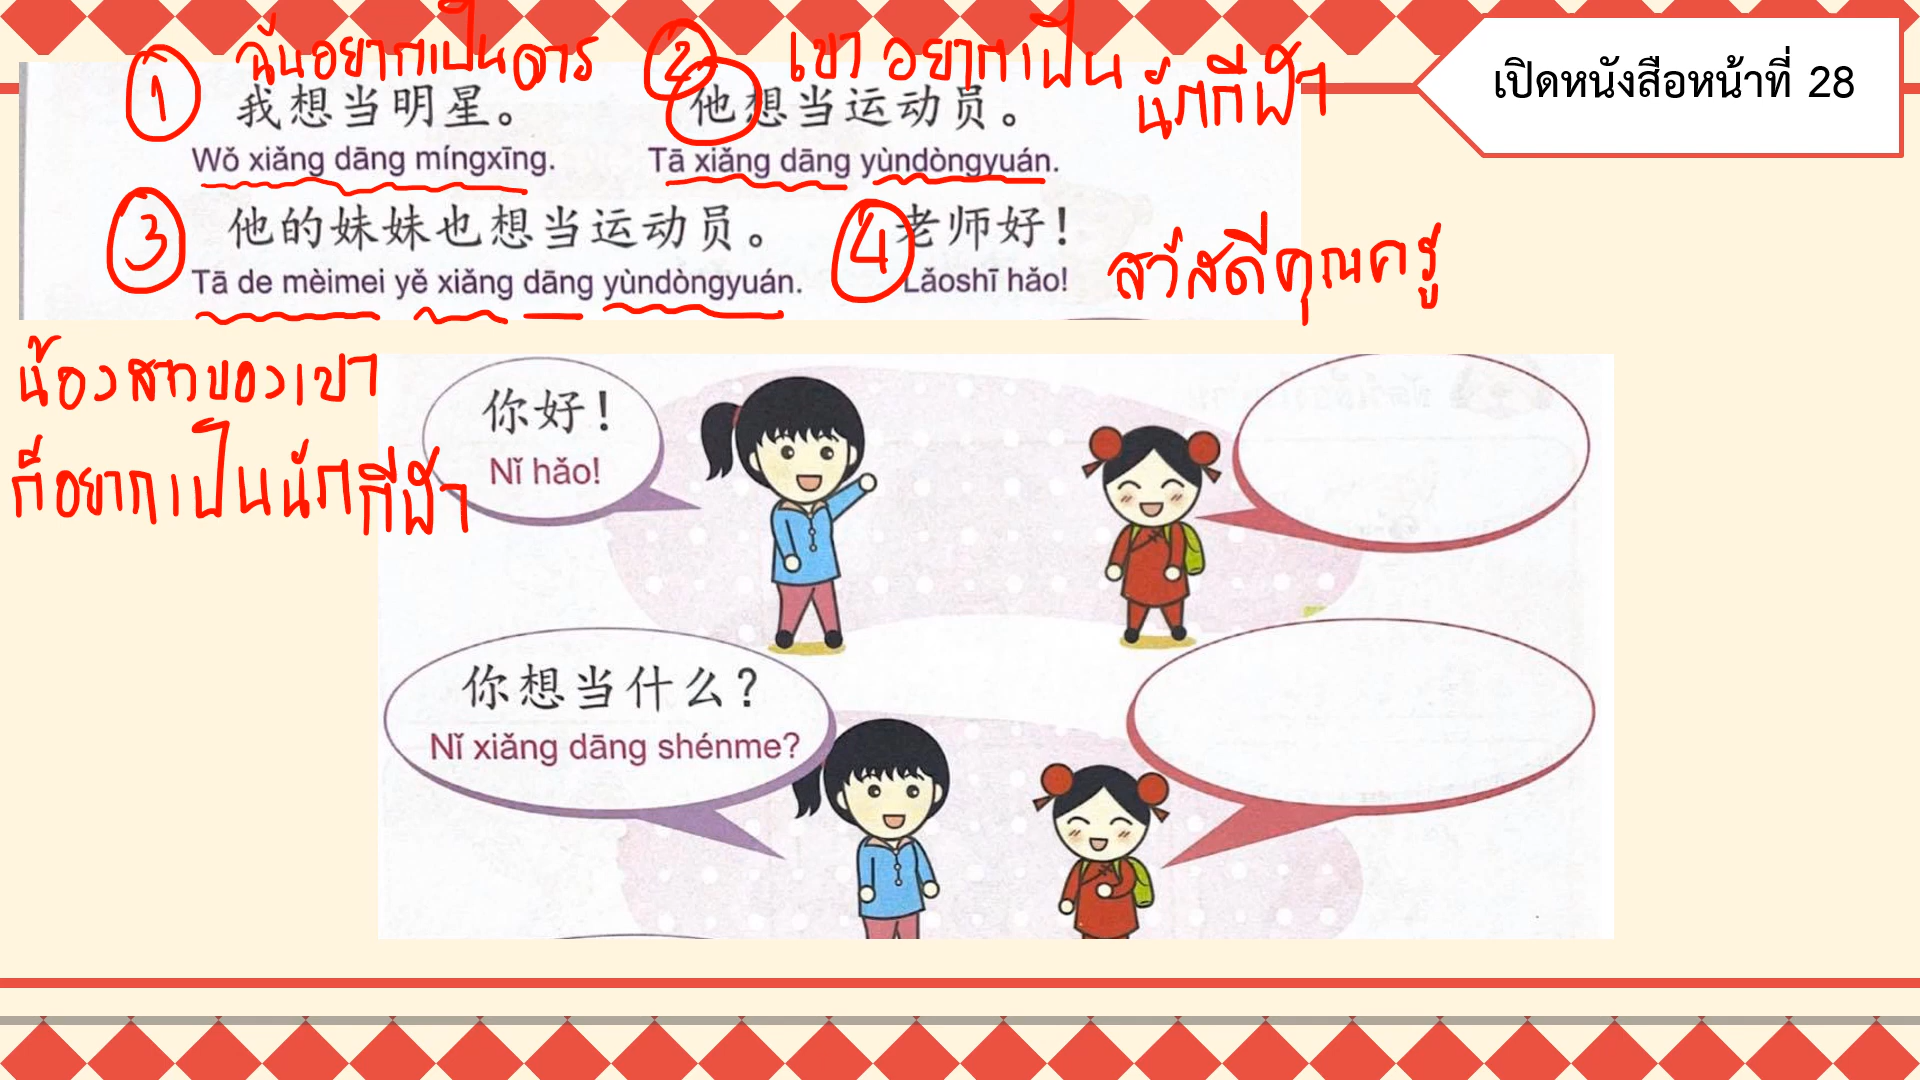 เปิดหนังสือหน้าที่ 28
① ฉันอยากเป็นดารา
② เขาอยากเป็นนักกีฬา
我想当明星。
他想当运动员。
Wǒ xiǎng dāng míngxīng.
Tā xiǎng dāng yùndòngyuán.
③ 他的妹妹也想当运动员。
④ 老师好!
Tā de mèimei yě xiǎng dāng yùndòngyuán.
Lǎoshī hǎo!
สวัสดีคุณครู
น้องสาวของเขา
ก็อยากเป็นนักกีฬา
你好!
Nǐ hǎo!
你想当什么?
Nǐ xiǎng dāng shénme?